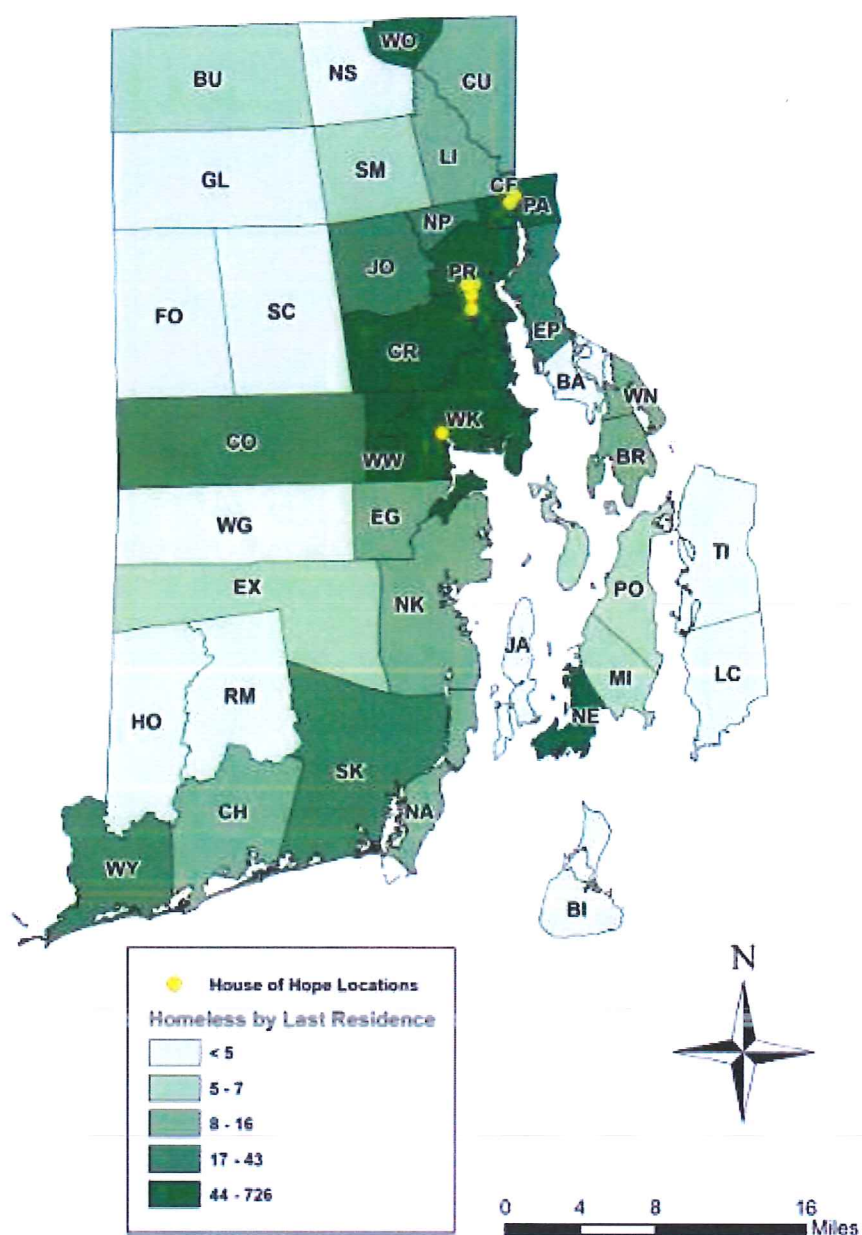 WO
BU
NS
CU
GL
SM
LI
CF
PA
NP
JO
PR
FO
SC
EP
CR
BA
WN
CO
WK
WW
BR
WG
EG
TI
EX
NK
PO
JA
MI
LC
HO
RM
NE
SK
CH
NA
WY
BI
N
House of Hope Locations
Homeless by Last Residence
< 5
5 - 7
8 - 16
17 - 43
44 - 726
0 4 8 16
Miles